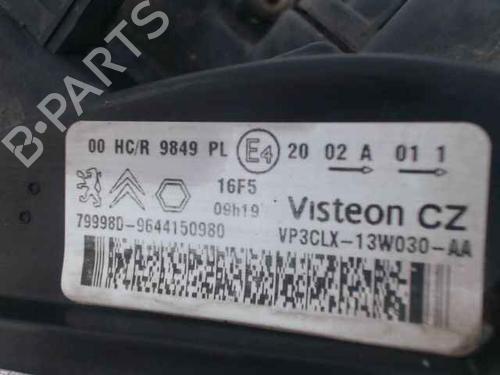 00 HC/R 9849 PL E4 20 02 A 01 1
16F5
09h19 Visteon CZ
79998D-9644150980 VP3CLX-13W030-AA
B-PARTS